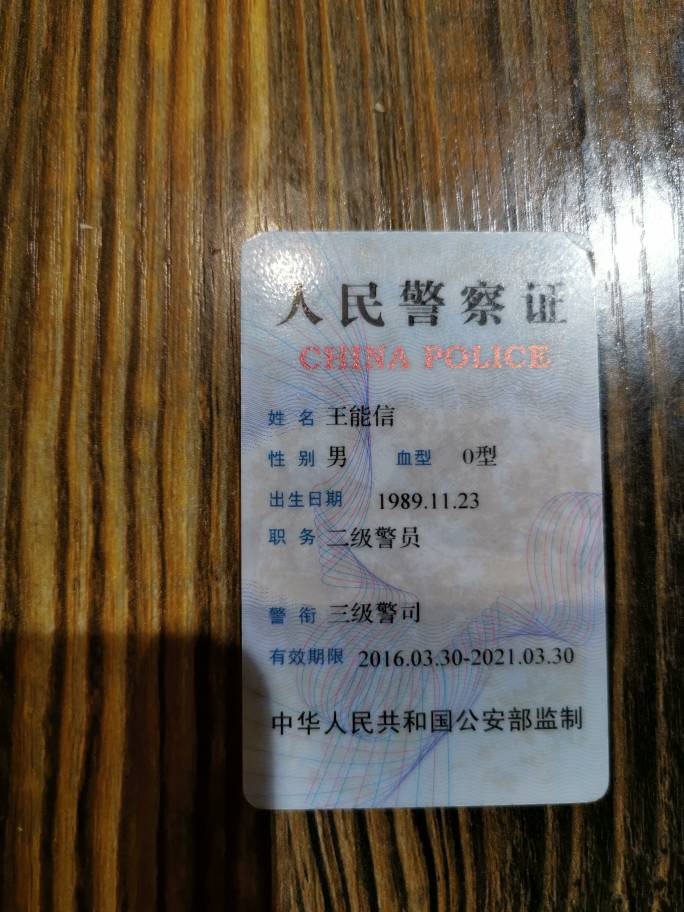 人民警察证
CHINA POLICE
姓 名 王能信
性 别 男 血型 O型
出生日期 1989.11.23
职 务 二级警员
警 衔 三级警司
有效期限 2016.03.30-2021.03.30
中华人民共和国公安部监制